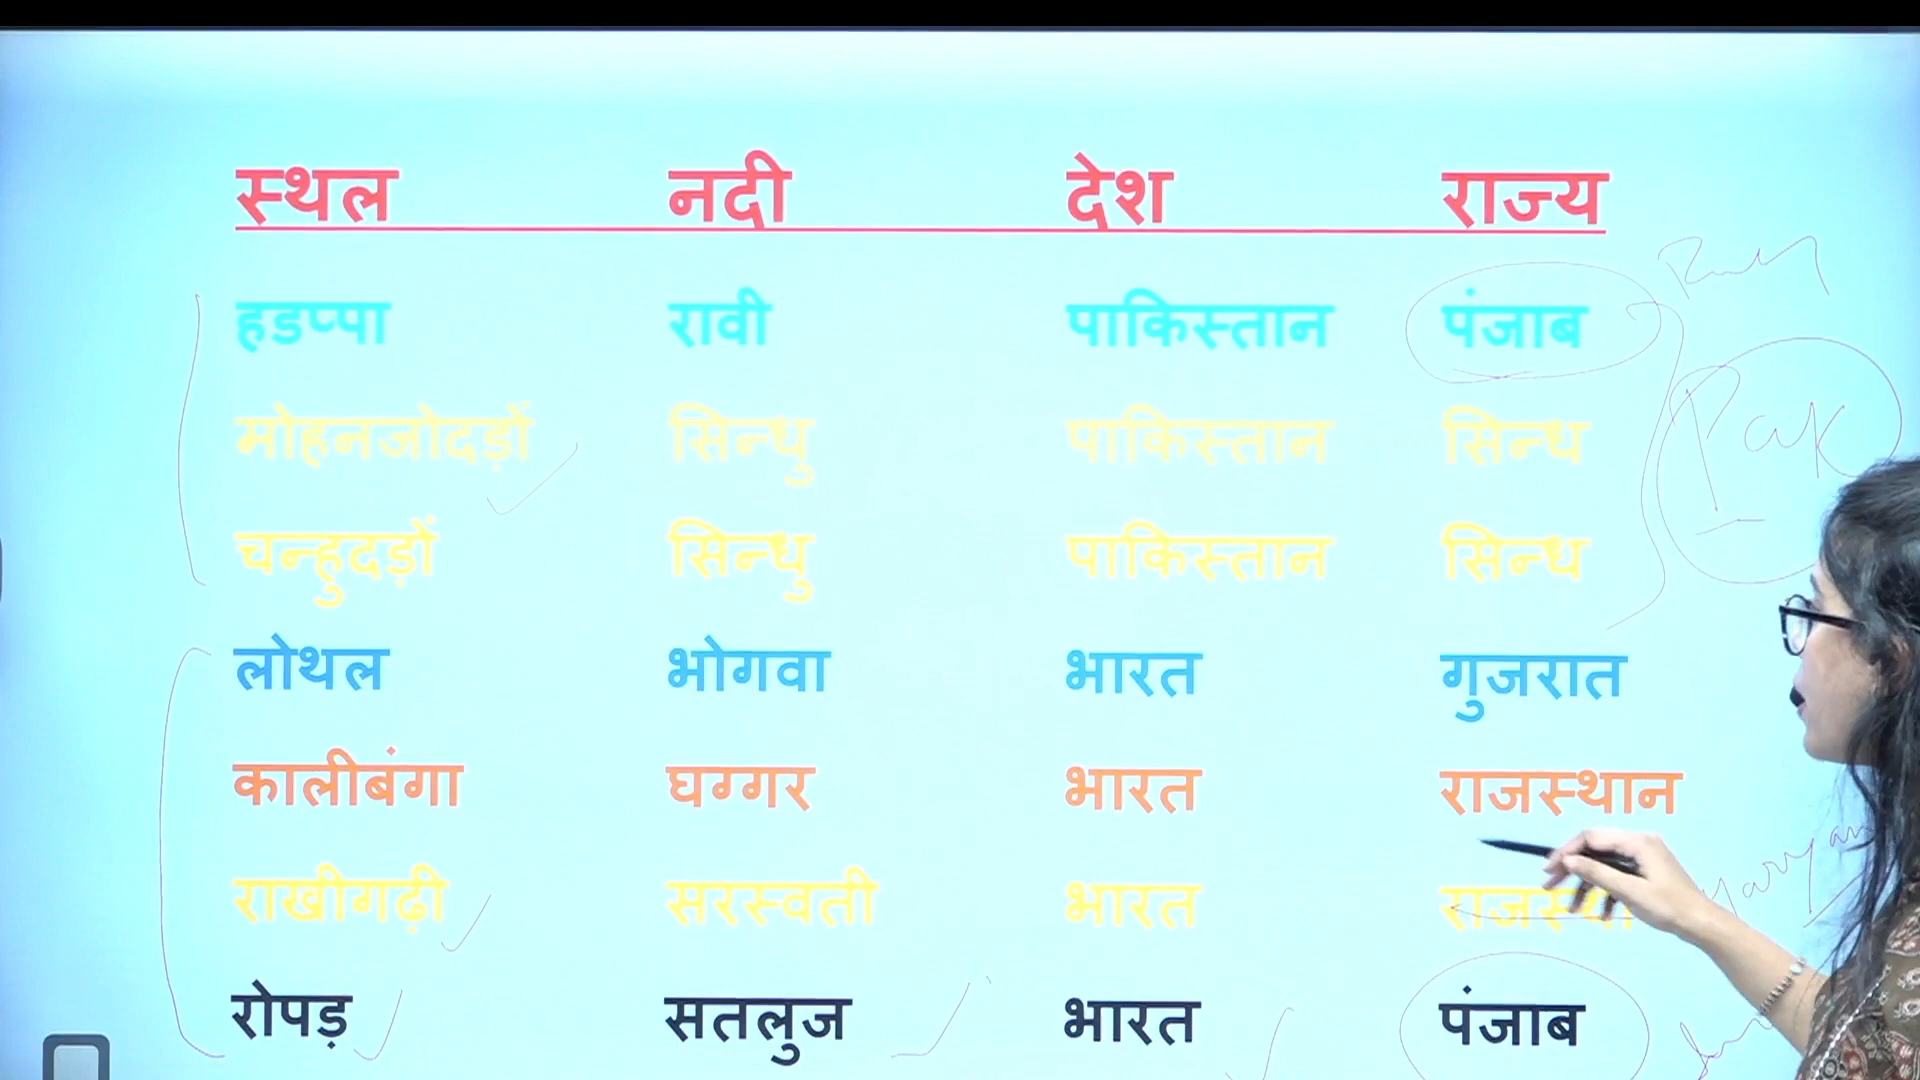 स्थल नदी देश राज्य
हडप्पा रावी पाकिस्तान पंजाब
मोहनजोदड़ों सिन्धु पाकिस्तान सिन्ध
Pak
चन्हुदड़ों सिन्धु पाकिस्तान सिन्ध
लोथल भोगवा भारत गुजरात
कालीबंगा घग्गर भारत राजस्थान
राखीगढ़ी सरस्वती भारत
रोपड़ सतलुज भारत पंजाब